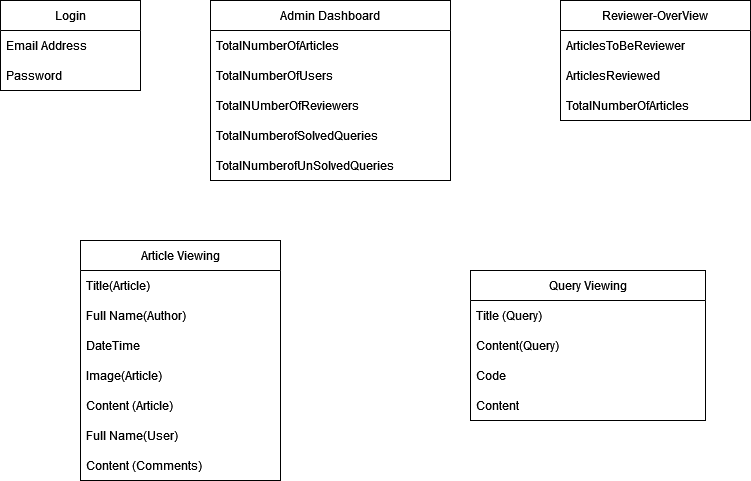 Login
Email Address
Password
Admin Dashboard
TotalNumberOfArticles
TotalNumberOfUsers
TotalNUmberOfReviewers
TotalNumberofSolvedQueries
TotalNumberofUnSolvedQueries
Reviewer-OverView
ArticlesToBeReviewer
ArticlesReviewed
TotalNumberOfArticles
Article Viewing
Title(Article)
Full Name(Author)
DateTime
Image(Article)
Content (Article)
Full Name(User)
Content (Comments)
Query Viewing
Title (Query)
Content(Query)
Code
Content